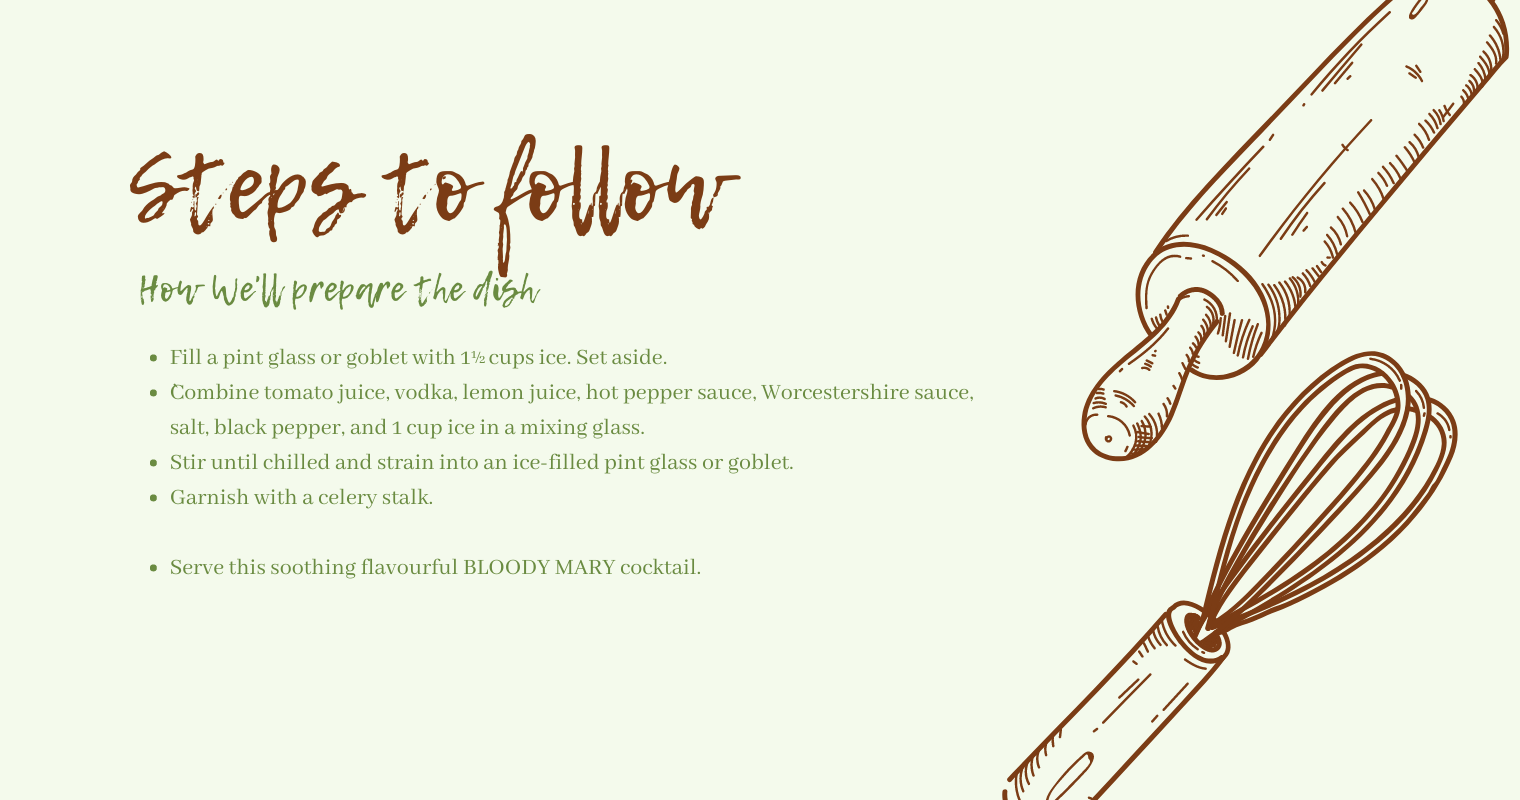 Steps to follow
How We'll prepare the dish
• Fill a pint glass or goblet with 1½ cups ice. Set aside.
• Combine tomato juice, vodka, lemon juice, hot pepper sauce, Worcestershire sauce,
salt, black pepper, and 1 cup ice in a mixing glass.
• Stir until chilled and strain into an ice-filled pint glass or goblet.
• Garnish with a celery stalk.
• Serve this soothing flavourful BLOODY MARY cocktail.